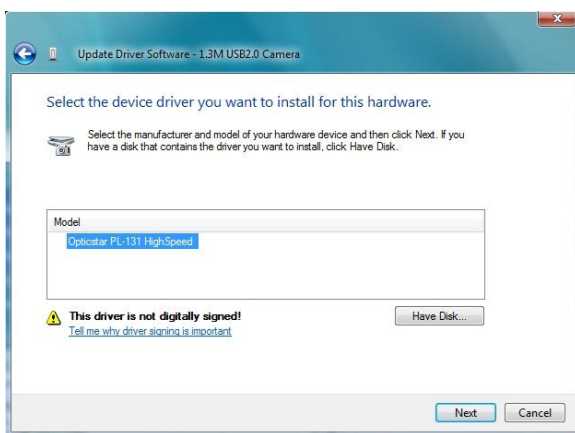 Update Driver Software - 1.3M USB2.0 Camera
Select the device driver you want to install for this hardware.
Select the manufacturer and model of your hardware device and then click Next. If you
have a disk that contains the driver you want to install, click Have Disk.
Model
Opticstar PL-131 HighSpeed
This driver is not digitally signed!
Have Disk...
Tell me why driver signing is important
Next
Cancel